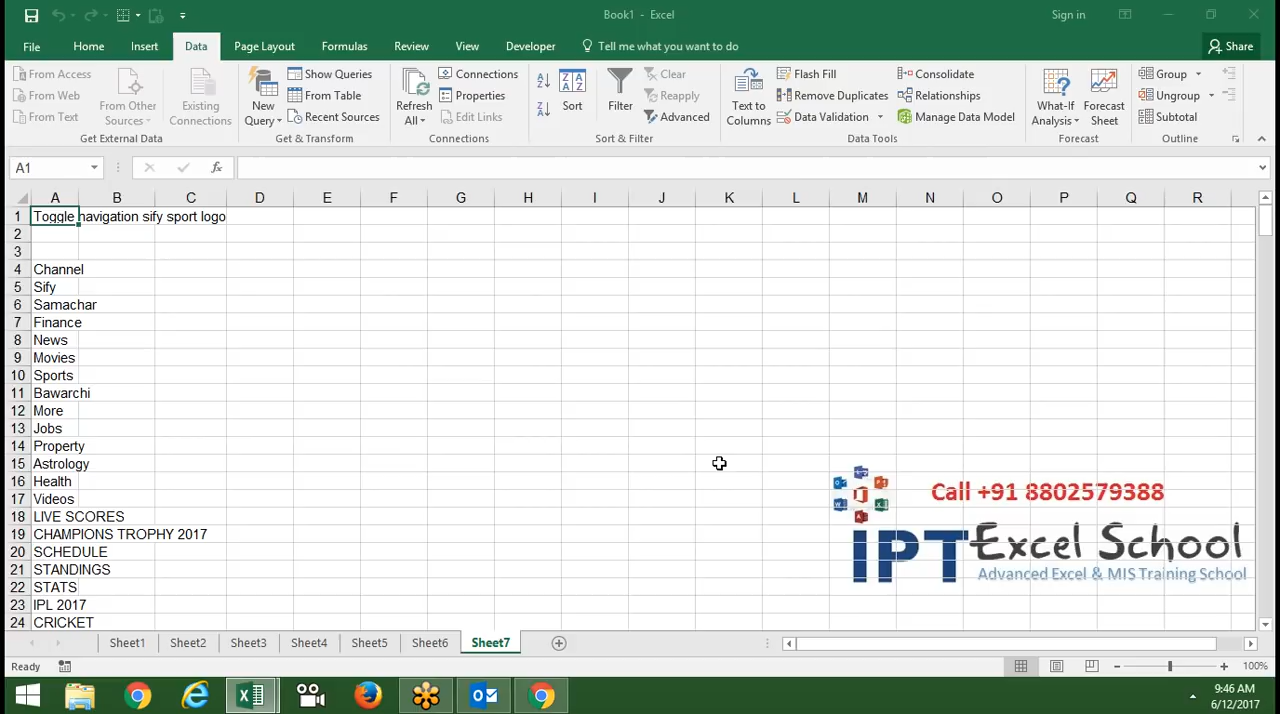 Book1 - Excel
Sign in
File Home Insert Data Page Layout Formulas Review View Developer Tell me what you want to do Share
From Access
From Web
From Text
From Other Sources
Existing Connections
Get External Data
New Query
Show Queries
From Table
Recent Sources
Get & Transform
Refresh All
Connections
Properties
Edit Links
Connections
Sort
Filter
Clear
Reapply
Advanced
Sort & Filter
Text to Columns
Flash Fill
Remove Duplicates
Data Validation
Consolidate
Relationships
Manage Data Model
Data Tools
What-If Analysis
Forecast Sheet
Forecast
Group
Ungroup
Subtotal
Outline
A1
fx
A B C D E F G H I J K L M N O P Q R
1 Toggle navigation sify sport logo
2
3
4 Channel
5 Sify
6 Samachar
7 Finance
8 News
9 Movies
10 Sports
11 Bawarchi
12 More
13 Jobs
14 Property
15 Astrology
16 Health
17 Videos
18 LIVE SCORES
19 CHAMPIONS TROPHY 2017
20 SCHEDULE
21 STANDINGS
22 STATS
23 IPL 2017
24 CRICKET
Call +91 8802579388
IPT Excel School
Advanced Excel & MIS Training School
Sheet1 Sheet2 Sheet3 Sheet4 Sheet5 Sheet6 Sheet7
Ready
100%
9:46 AM
6/12/2017